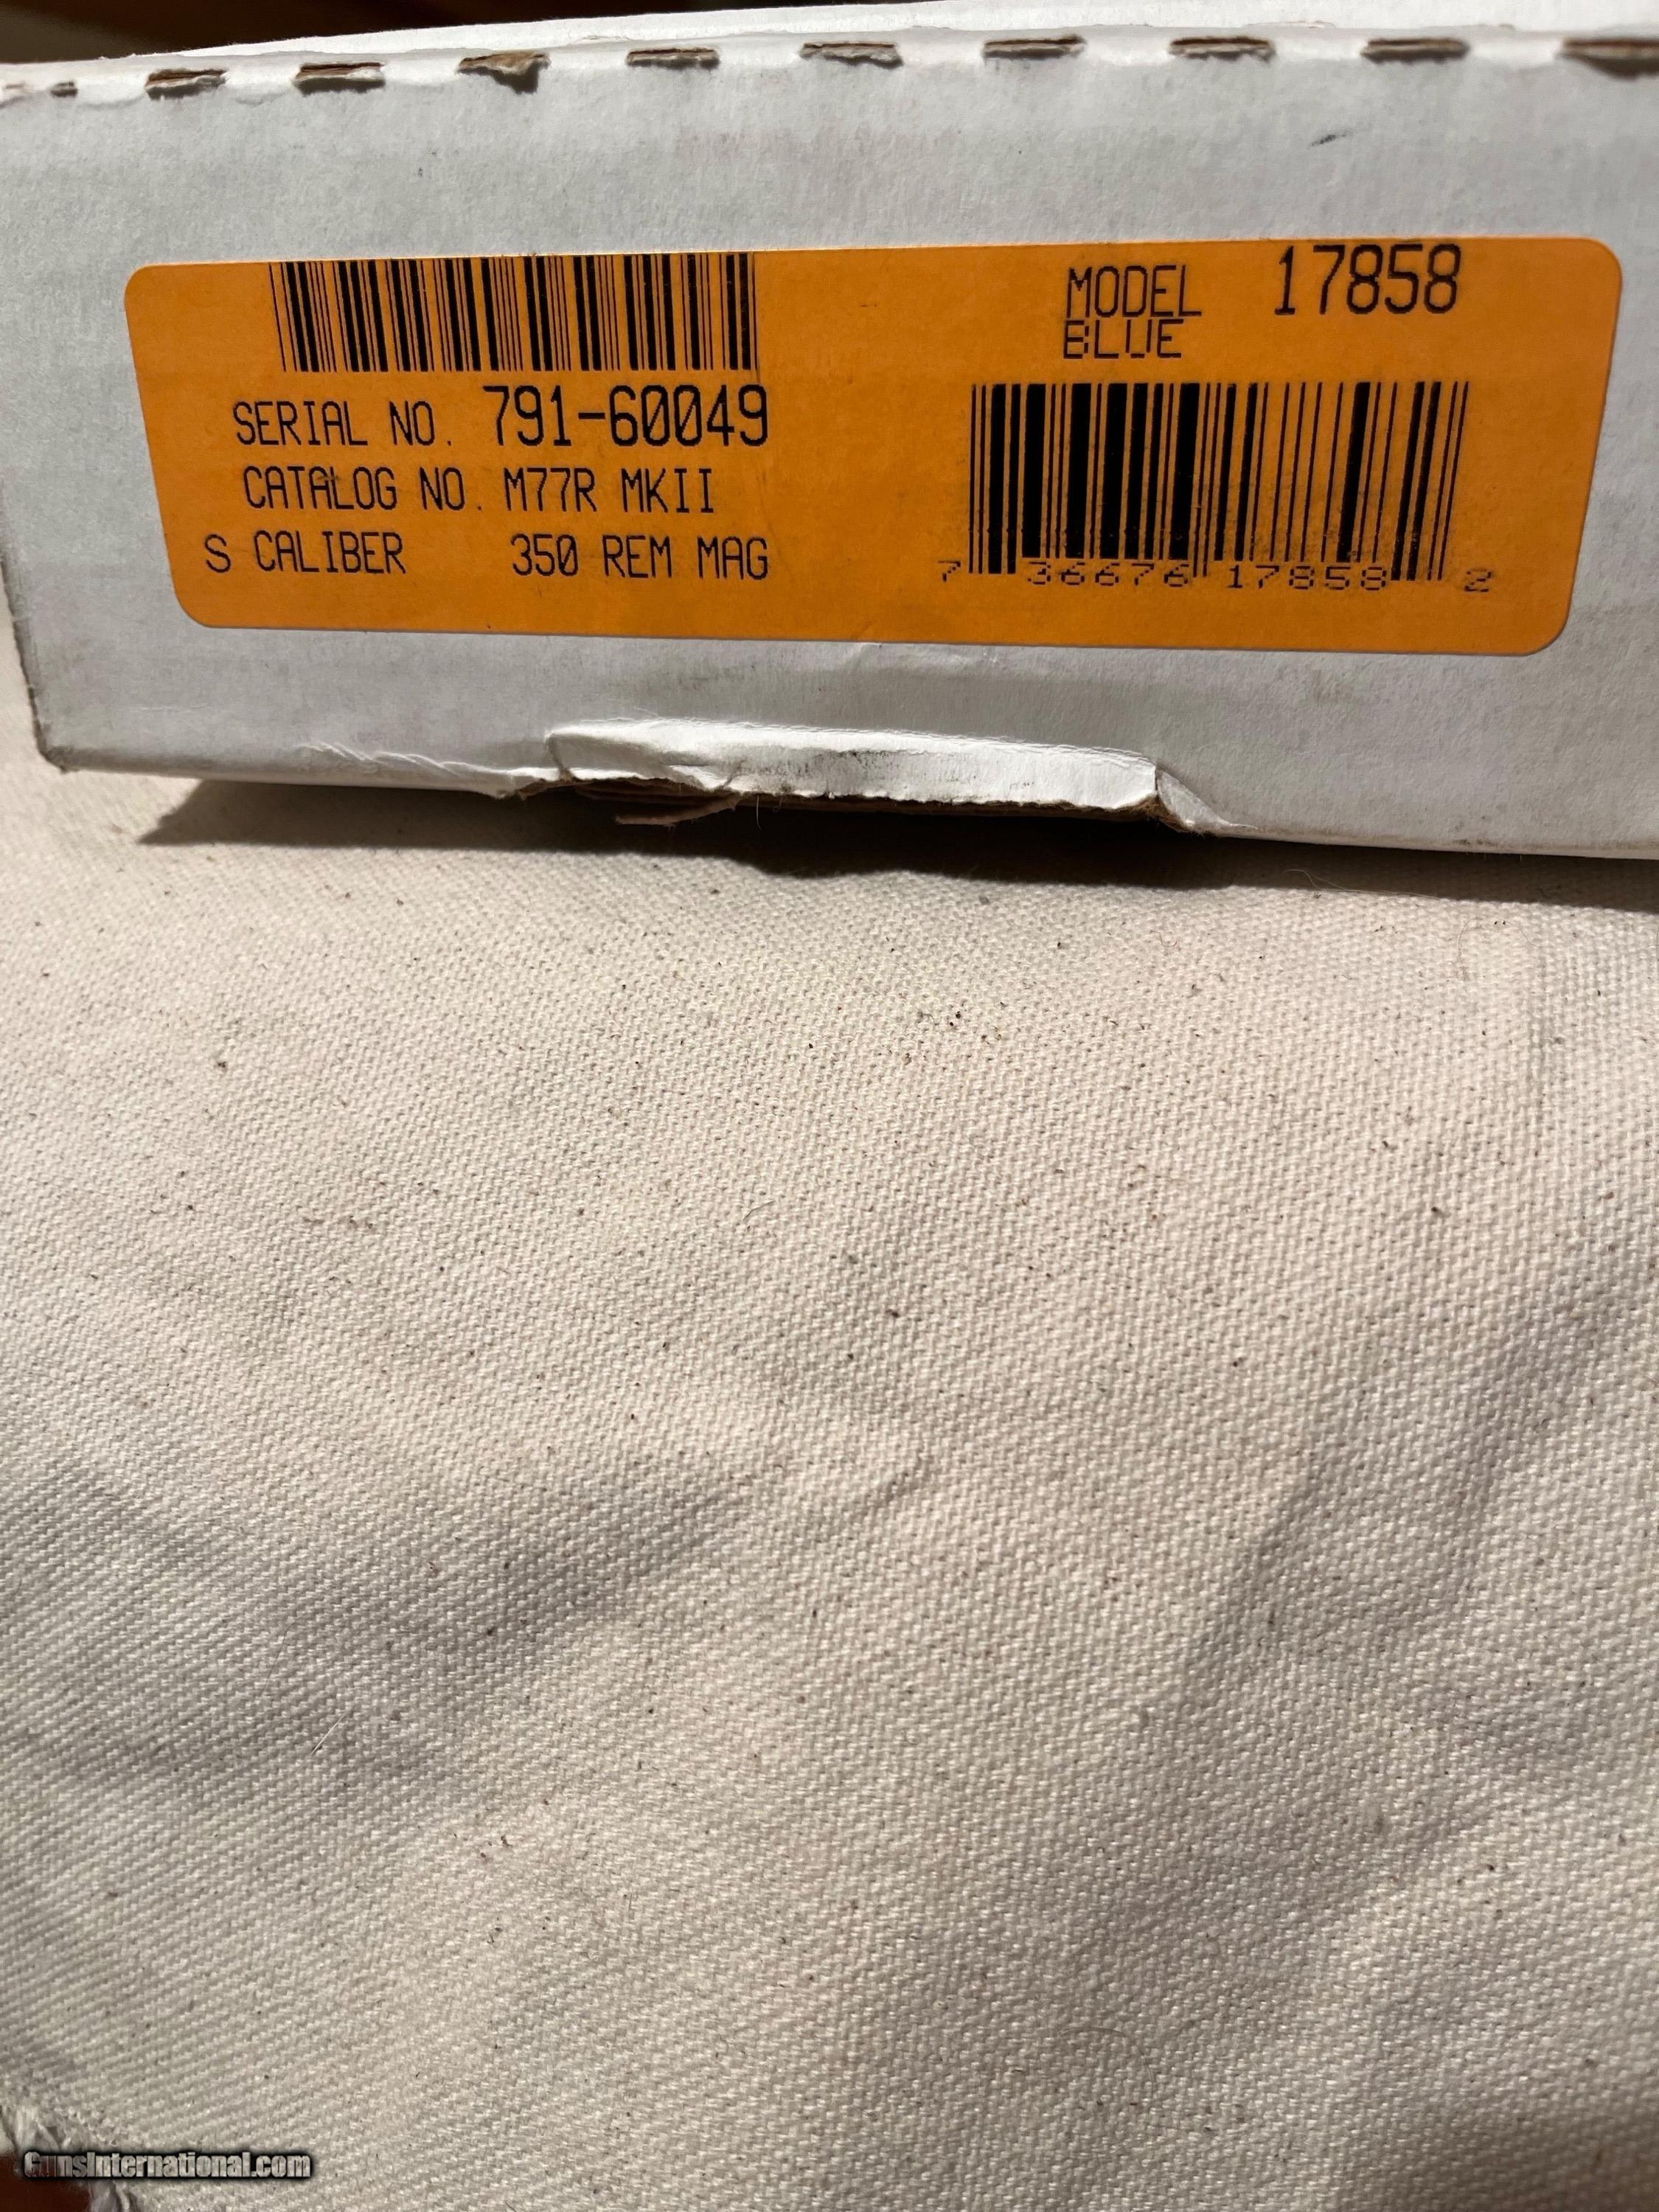 SERIAL NO. 791-60049
CATALOG NO. M77R MKII
S CALIBER 350 REM MAG
MODEL 17858
BLUE
7 36676 17858 2
GunsInternational.com